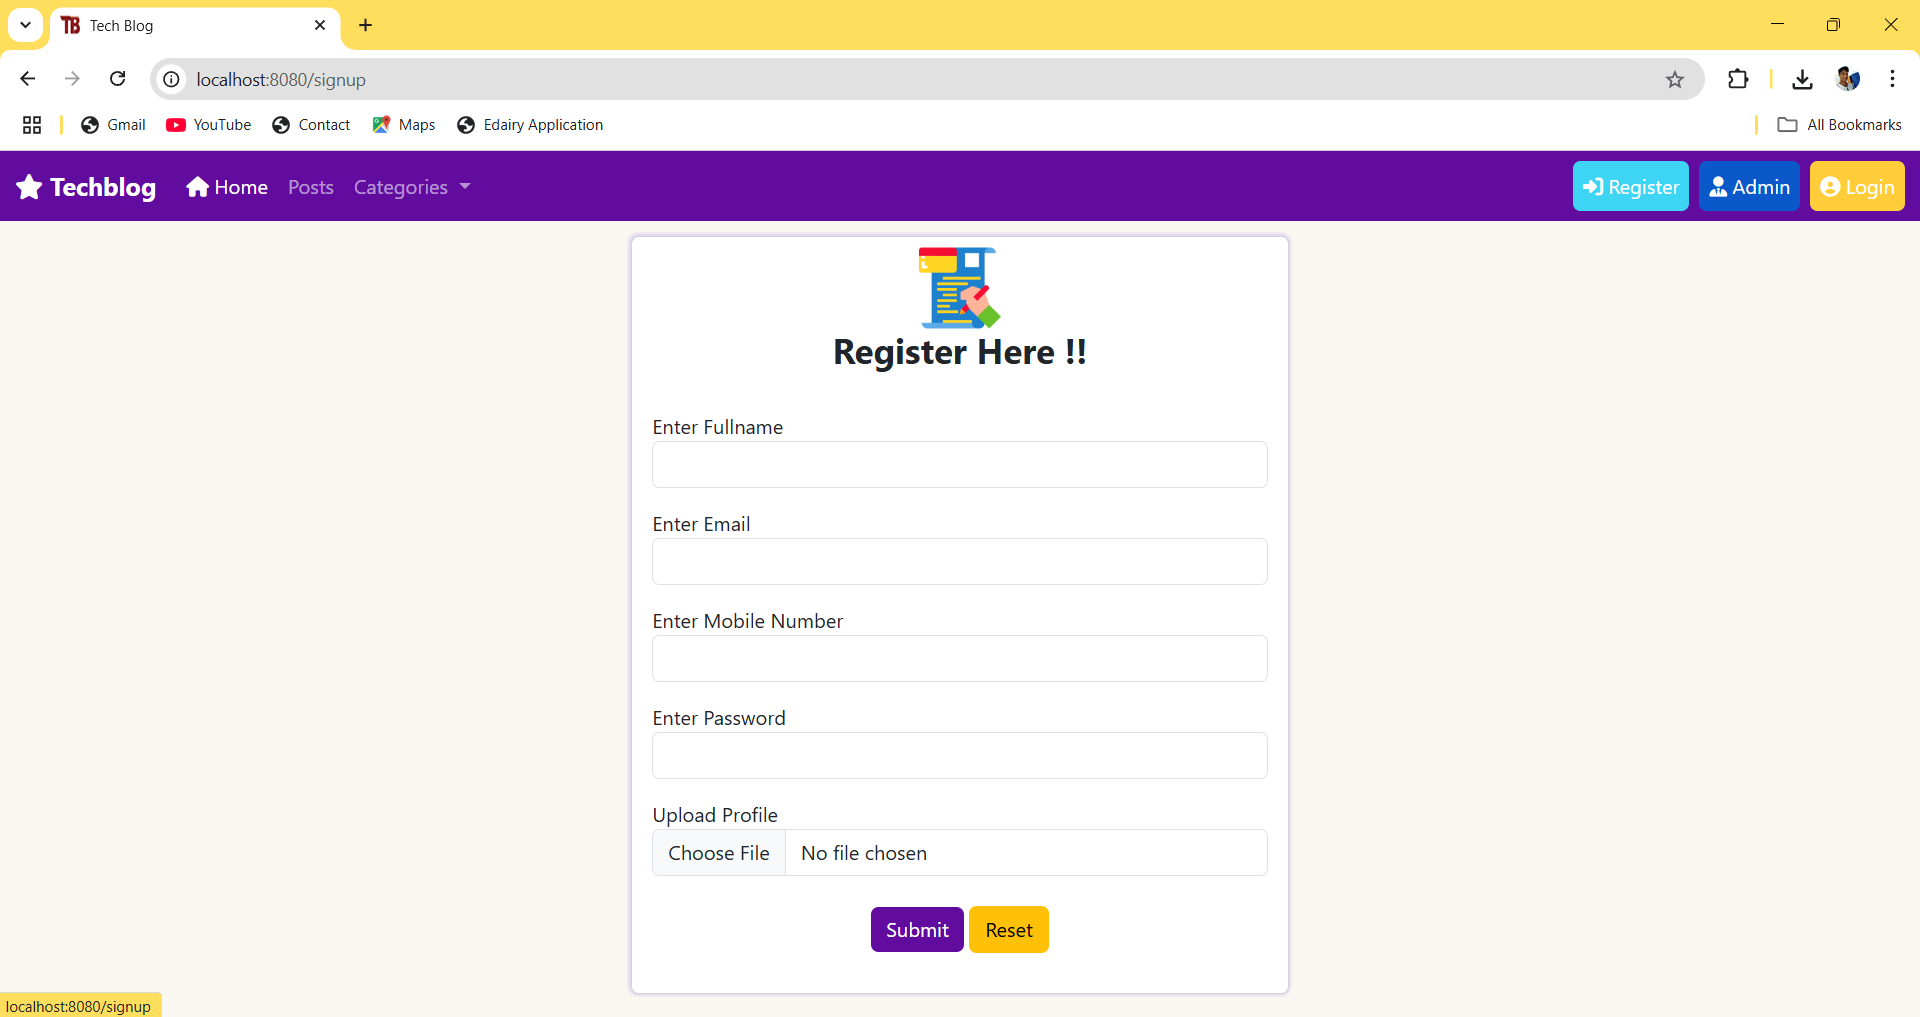 TB Tech Blog
localhost:8080/signup
Gmail YouTube Contact Maps Edairy Application All Bookmarks
Techblog Home Posts Categories Register Admin Login
Register Here !!
Enter Fullname
Enter Email
Enter Mobile Number
Enter Password
Upload Profile
Choose File No file chosen
Submit Reset
localhost:8080/signup